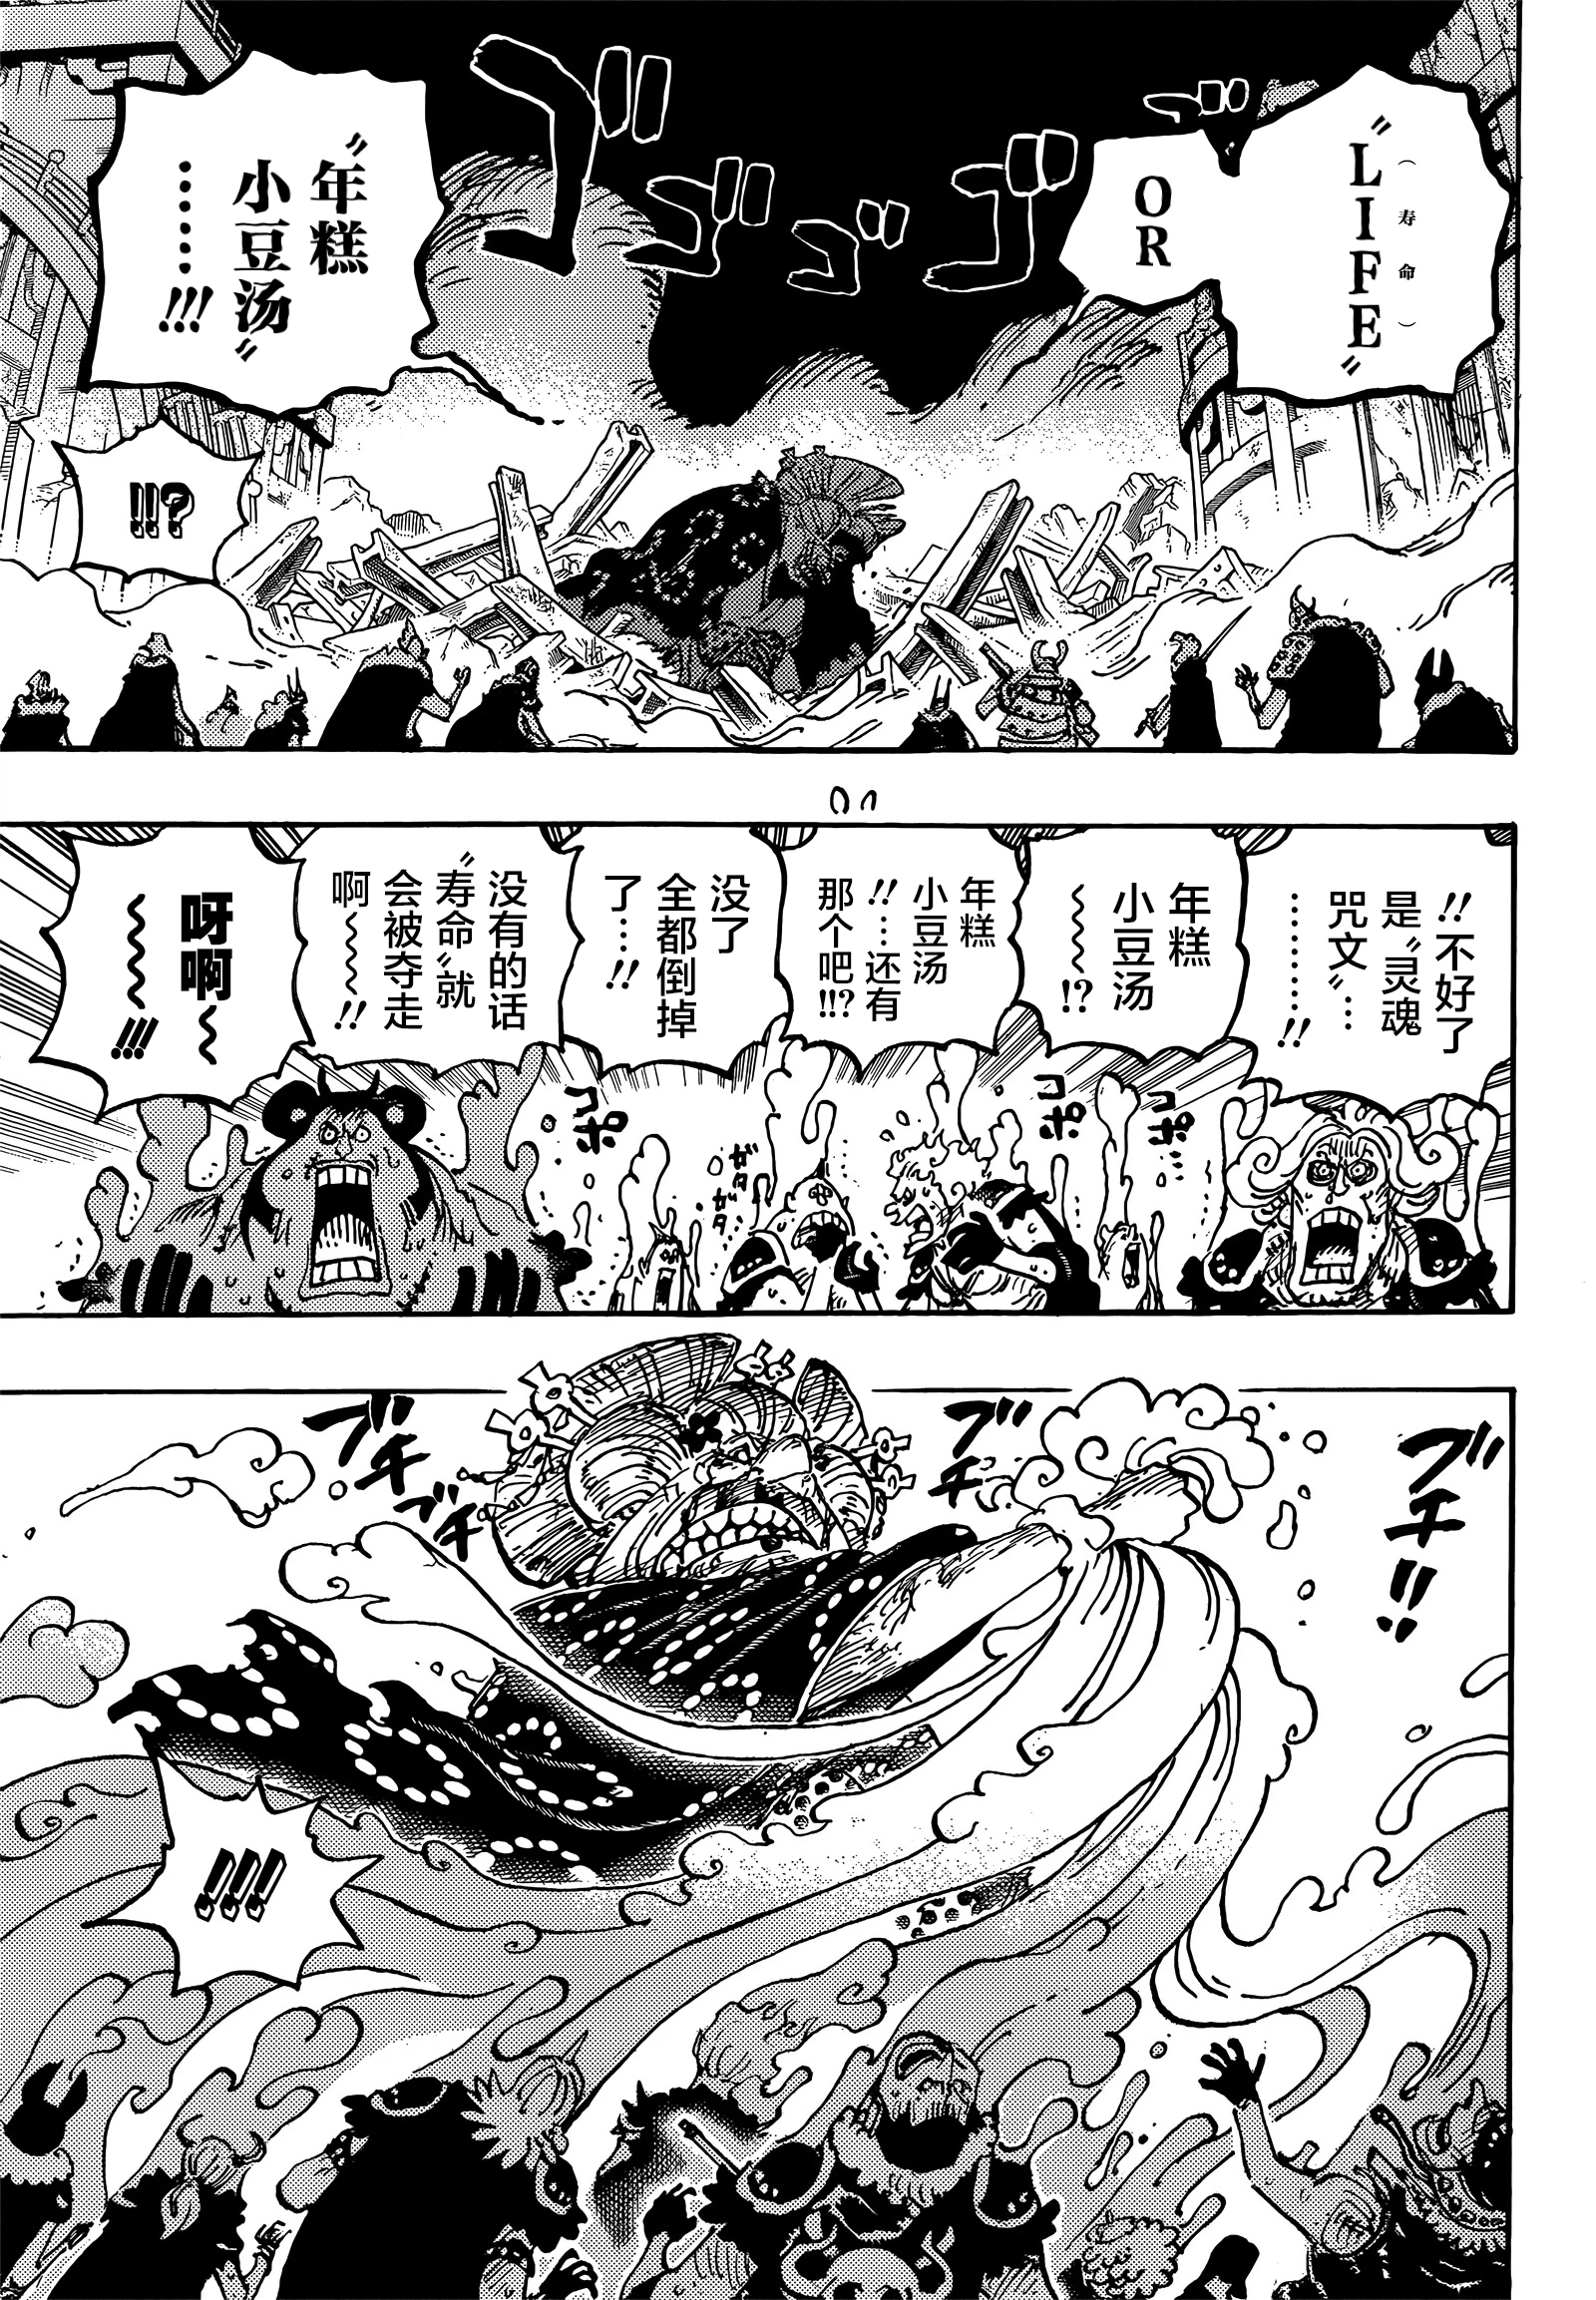 〝LIFE〞
（寿命）
OR
ゴゴ
ゴゴゴゴ
〝年糕
小豆汤〞
……!!!
!!?
!!不好了
是〝灵魂
咒文〞…
………!!
年糕
小豆汤
～～!?
年糕
小豆汤
!!…还有
那个吧!!?
没了
全都倒掉
了…!!
没有的话
〝寿命〞就
会被夺走
啊～～!!
呀啊～
～～!!!
ポコ
ポコ
ガタガタ
ポコ
ブチ!!
ブチ
ブチ
ブチ
!!!